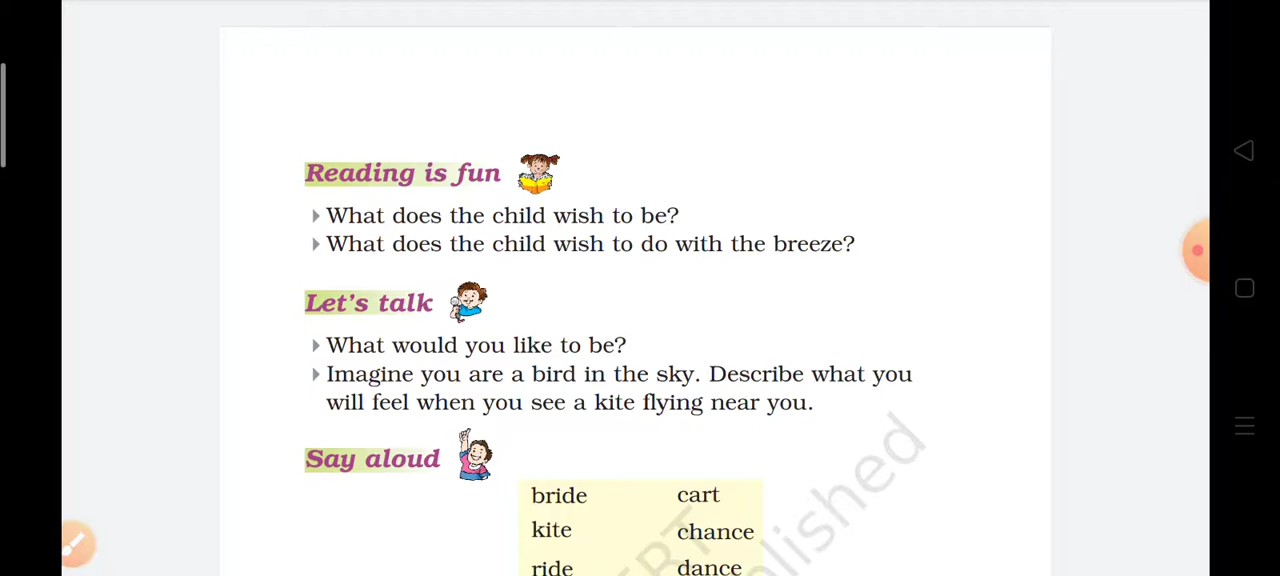 Reading is fun
What does the child wish to be?
What does the child wish to do with the breeze?
Let's talk
What would you like to be?
Imagine you are a bird in the sky. Describe what you
will feel when you see a kite flying near you.
Say aloud
bride cart
kite chance
ride dance